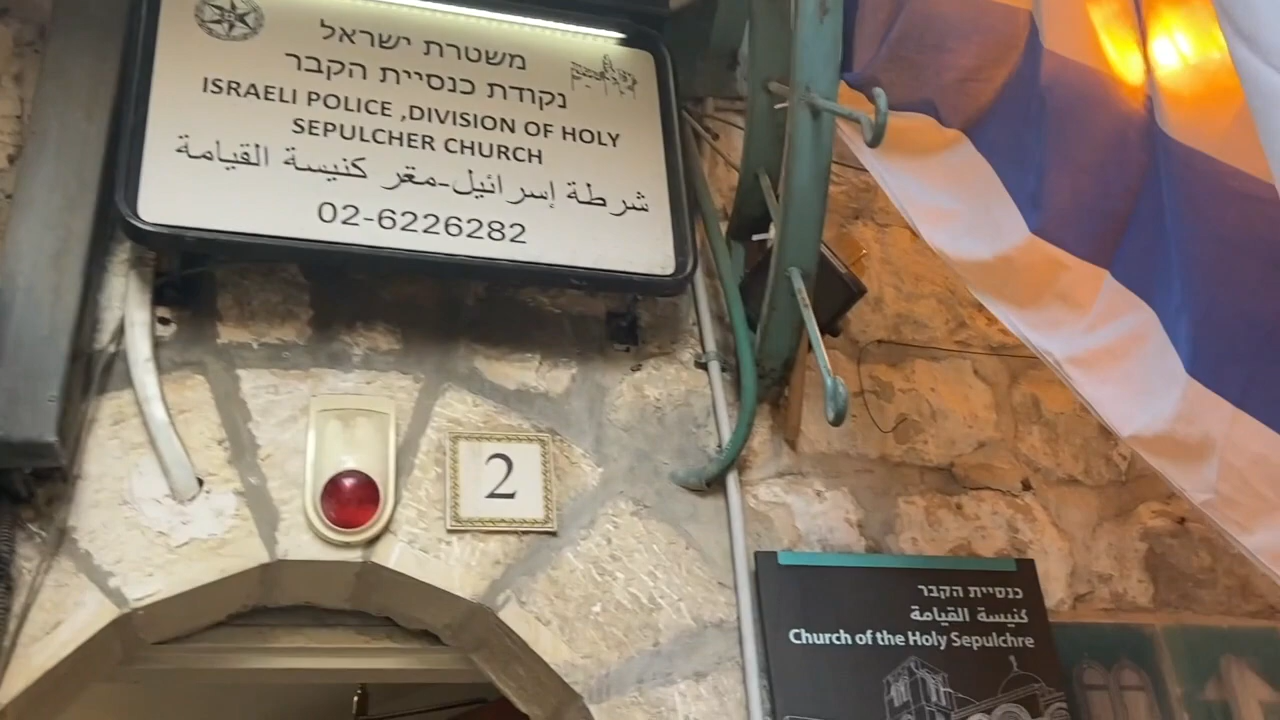 משטרת ישראל
נקודת כנסיית הקבר
ISRAELI POLICE ,DIVISION OF HOLY
SEPULCHER CHURCH
شرطة إسرائيل-مقر كنيسة القيامة
02-6226282
2
כנסיית הקבר
كنيسة القيامة
Church of the Holy Sepulchre